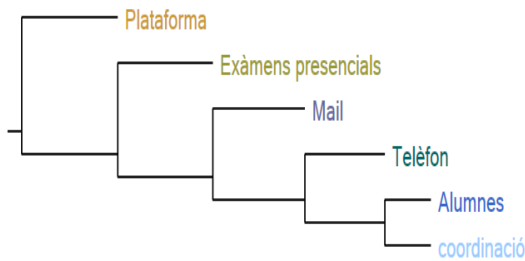 Plataforma
Exàmens presencials
Mail
Telèfon
Alumnes
coordinació